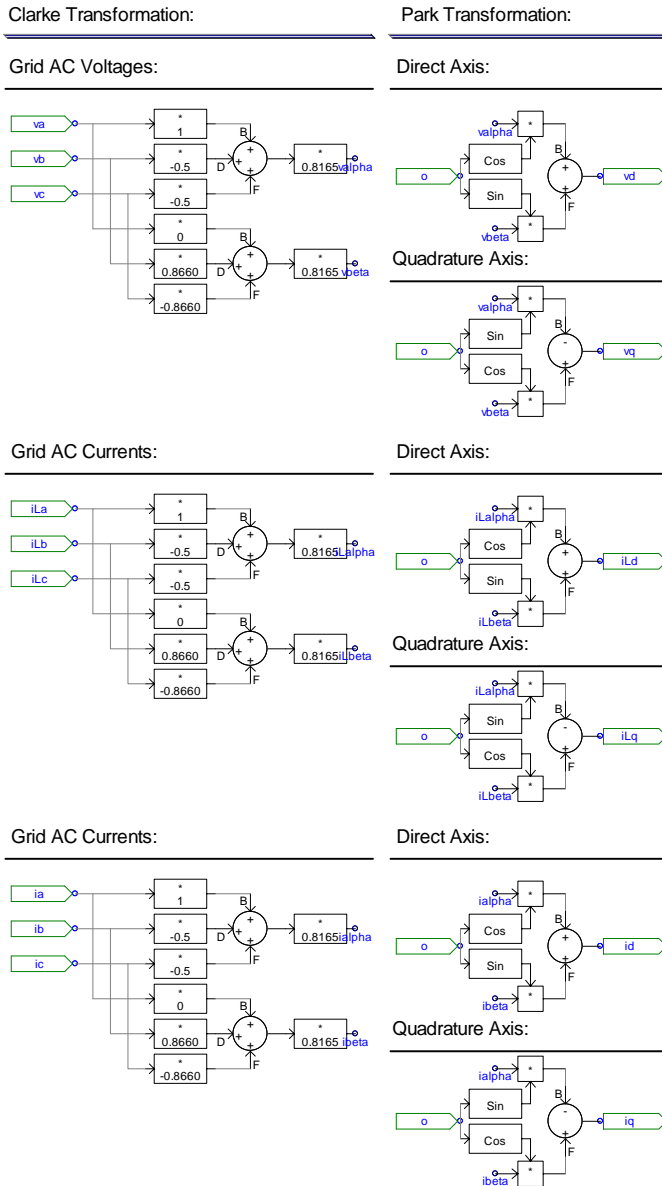 Clarke Transformation:
Park Transformation:
Grid AC Voltages:
Direct Axis:
va
*
1
B
+
vb
*
-0.5
D
+
*
0.8165
valpha
vc
*
-0.5
+
F
*
0
B
+
*
0.8660
D
+
*
0.8165
vbeta
*
-0.8660
+
F
valpha
*
Cos
B
+
o
+
vd
Sin
F
vbeta
*
Quadrature Axis:
valpha
*
Sin
B
-
o
+
vq
Cos
F
vbeta
*
Grid AC Currents:
Direct Axis:
iLa
*
1
B
+
iLb
*
-0.5
D
+
*
0.8165
iLalpha
iLc
*
-0.5
+
F
*
0
B
+
*
0.8660
D
+
*
0.8165
iLbeta
*
-0.8660
+
F
iLalpha
*
Cos
B
+
o
+
iLd
Sin
F
iLbeta
*
Quadrature Axis:
iLalpha
*
Sin
B
-
o
+
iLq
Cos
F
iLbeta
*
Grid AC Currents:
Direct Axis:
ia
*
1
B
+
ib
*
-0.5
D
+
*
0.8165
ialpha
ic
*
-0.5
+
F
*
0
B
+
*
0.8660
D
+
*
0.8165
ibeta
*
-0.8660
+
F
ialpha
*
Cos
B
+
o
+
id
Sin
F
ibeta
*
Quadrature Axis:
ialpha
*
Sin
B
-
o
+
iq
Cos
F
ibeta
*